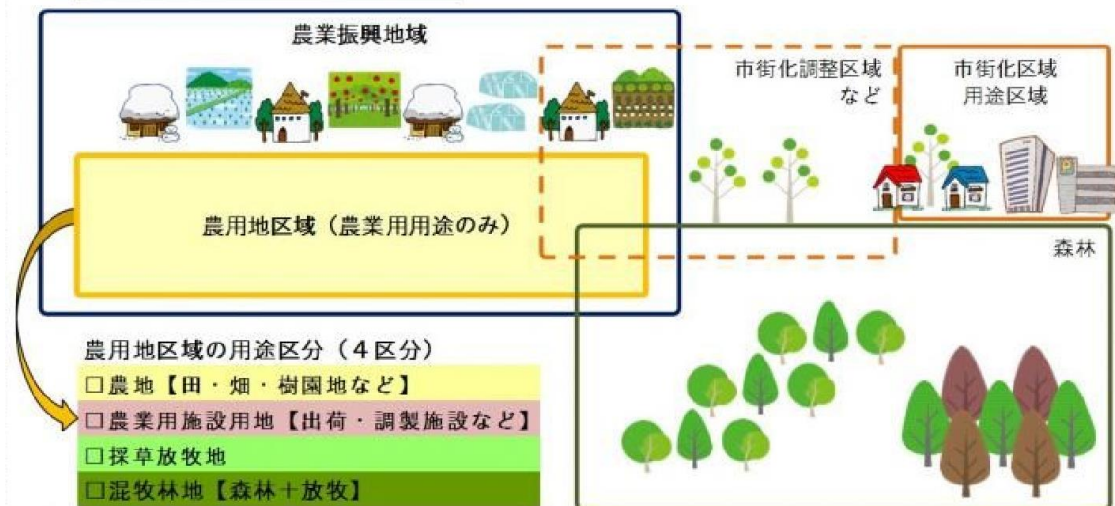 農業振興地域
市街化調整区域
など
市街化区域
用途区域
農用地区域（農業用用途のみ）
森林
農用地区域の用途区分（４区分）
□農地【田・畑・樹園地など】
□農業用施設用地【出荷・調製施設など】
□採草放牧地
□混牧林地【森林＋放牧】